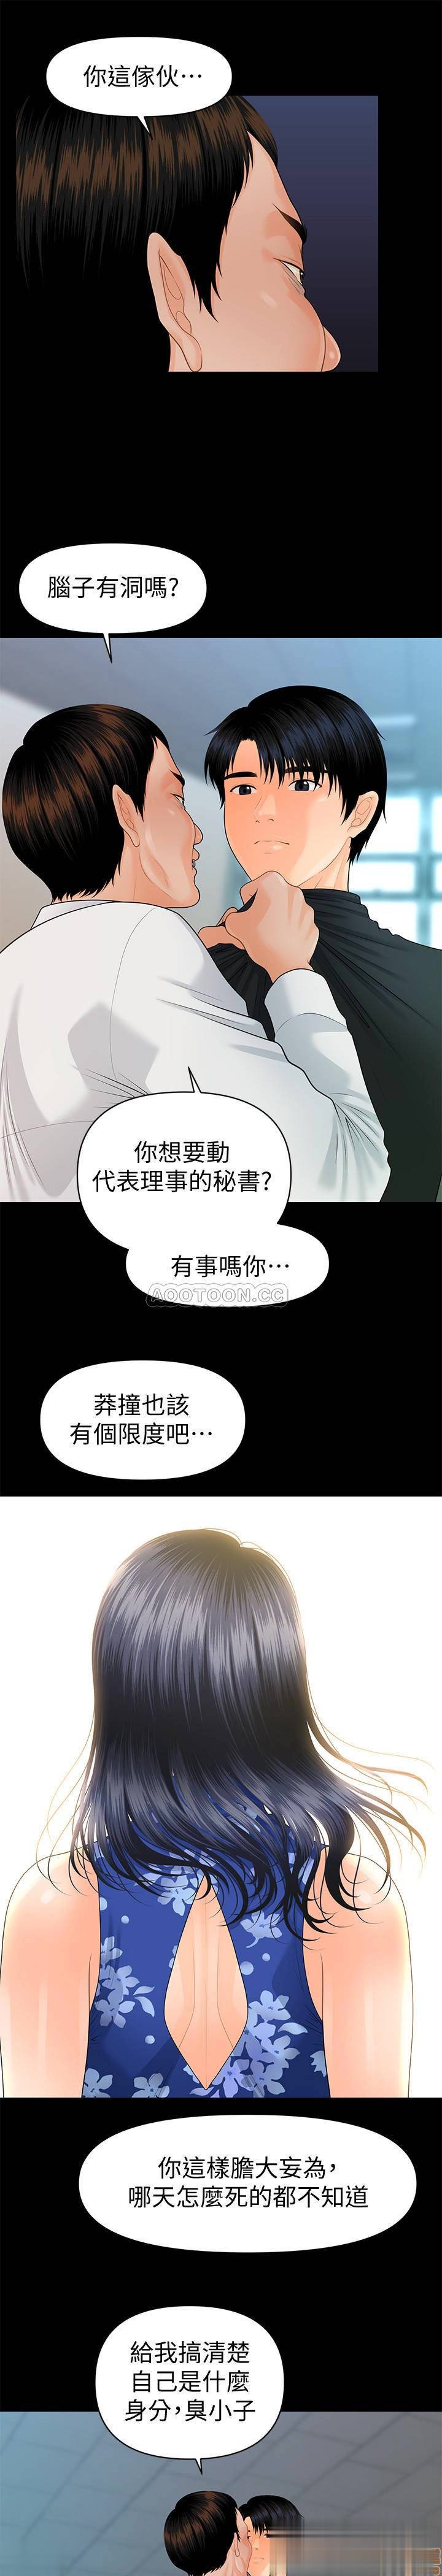 你這傢伙…
腦子有洞嗎?
你想要動
代表理事的秘書?
有事嗎你…
AOOTOON.CC
莽撞也該
有個限度吧…
你這樣膽大妄為,
哪天怎麼死的都不知道
給我搞清楚
自己是什麼
身分,臭小子